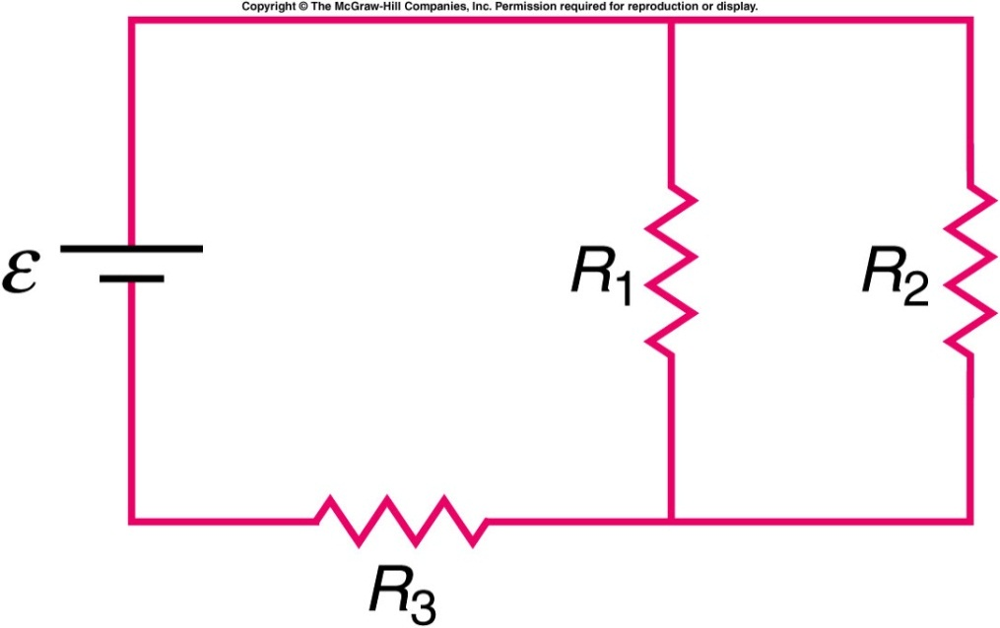 Copyright © The McGraw-Hill Companies, Inc. Permission required for reproduction or display.
ε
R1
R2
R3